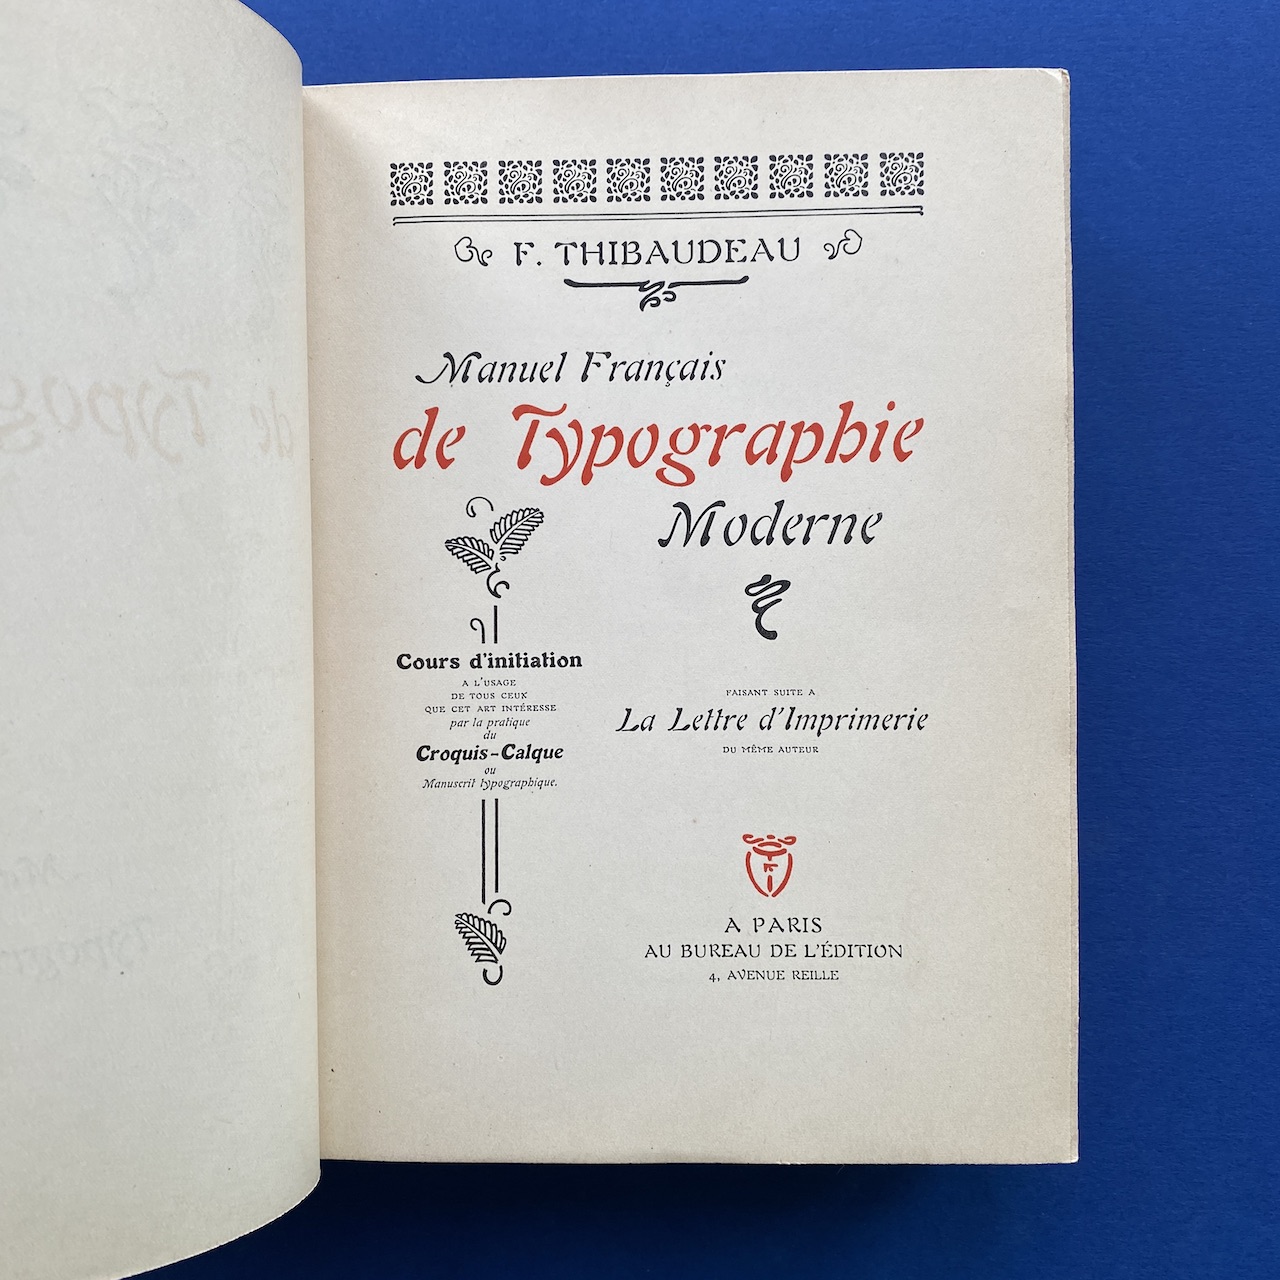 F. THIBAUDEAU
Manuel Français
de Typographie
Moderne
Cours d'initiation
A L'USAGE
DE TOUS CEUX
QUE CET ART INTÉRESSE
par la pratique
du
Croquis-Calque
ou
Manuscrit typographique.
FAISANT SUITE A
La Lettre d'Imprimerie
DU MÊME AUTEUR
A PARIS
AU BUREAU DE L'ÉDITION
4, AVENUE REILLE